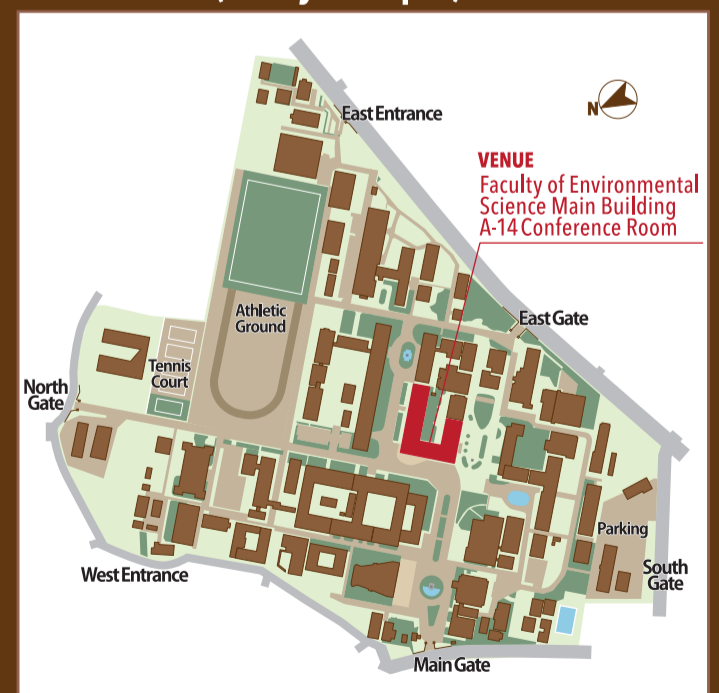 East Entrance
N
VENUE
Faculty of Environmental
Science Main Building
A-14 Conference Room
East Gate
Athletic
Ground
Tennis
Court
North
Gate
Parking
West Entrance
South
Gate
Main Gate